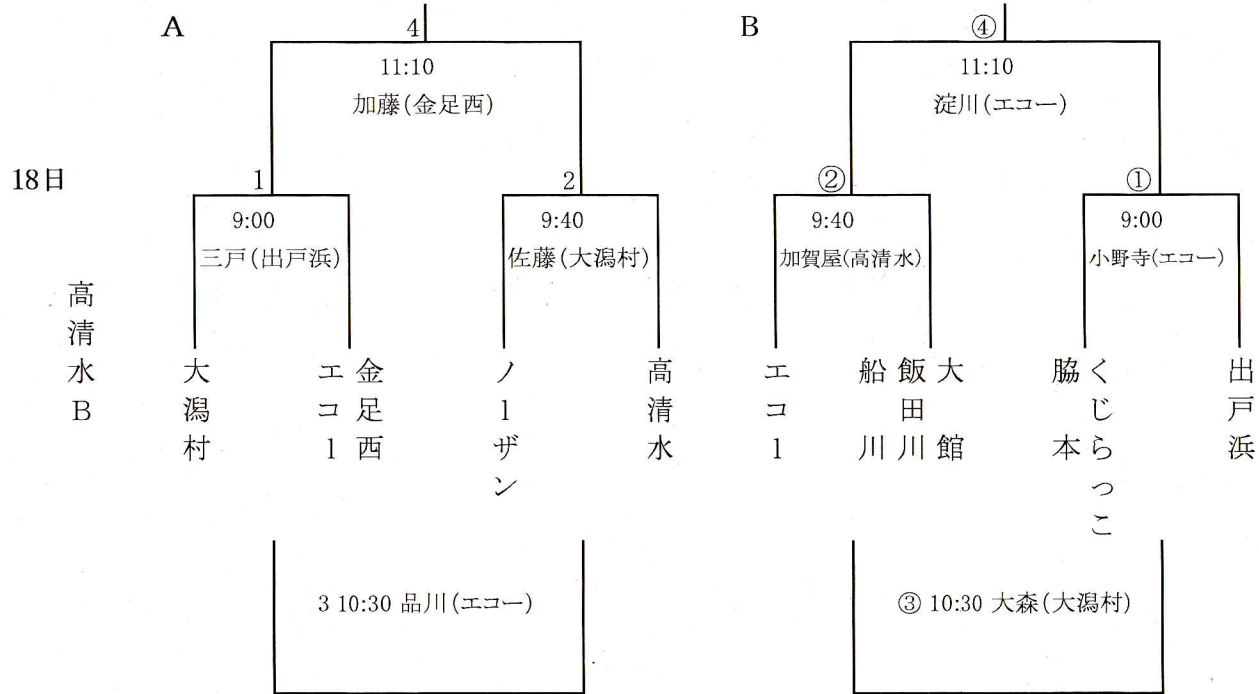 A
4
11:10
加藤(金足西)
B
④
11:10
淀川(エコー)
18日
1
9:00
三戸(出戸浜)
2
9:40
佐藤(大潟村)
②
9:40
加賀屋(高清水)
①
9:00
小野寺(エコー)
高清水B
大潟村
金足西
エコー
ノーザン
高清水
エコー
大館
飯田川
船川
くじらっこ
脇本
出戸浜
3 10:30 品川(エコー)
③ 10:30 大森(大潟村)